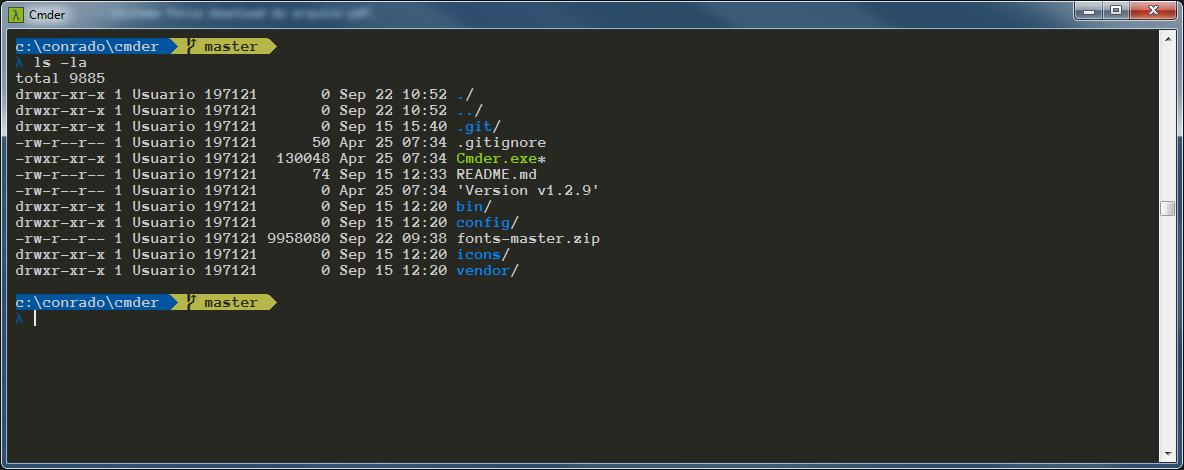 Cmder
c:\conrado\cmder master
λ ls -la
total 9885
drwxr-xr-x 1 Usuario 197121       0 Sep 22 10:52 ./
drwxr-xr-x 1 Usuario 197121       0 Sep 22 10:52 ../
drwxr-xr-x 1 Usuario 197121       0 Sep 15 15:40 .git/
-rw-r--r-- 1 Usuario 197121      50 Apr 25 07:34 .gitignore
-rwxr-xr-x 1 Usuario 197121  130048 Apr 25 07:34 Cmder.exe*
-rw-r--r-- 1 Usuario 197121      74 Sep 15 12:33 README.md
-rw-r--r-- 1 Usuario 197121       0 Apr 25 07:34 'Version v1.2.9'
drwxr-xr-x 1 Usuario 197121       0 Sep 15 12:20 bin/
drwxr-xr-x 1 Usuario 197121       0 Sep 15 12:20 config/
-rw-r--r-- 1 Usuario 197121 9958080 Sep 22 09:38 fonts-master.zip
drwxr-xr-x 1 Usuario 197121       0 Sep 15 12:20 icons/
drwxr-xr-x 1 Usuario 197121       0 Sep 15 12:20 vendor/
c:\conrado\cmder master
λ